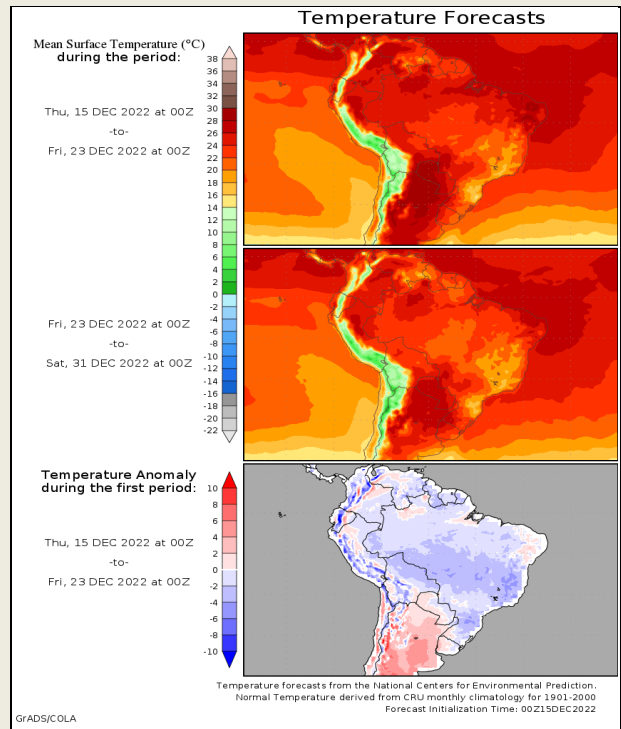 Temperature Forecasts
Mean Surface Temperature (°C)
during the period:
38
36
34
32
30
28
26
24
22
20
18
16
14
12
10
8
6
4
2
0
-2
-4
-6
-8
-10
-12
-14
-16
-18
-20
-22
Thu, 15 DEC 2022 at 00Z
-to-
Fri, 23 DEC 2022 at 00Z
Fri, 23 DEC 2022 at 00Z
-to-
Sat, 31 DEC 2022 at 00Z
Temperature Anomaly
during the first period:
10
8
6
4
2
0
-2
-4
-6
-8
-10
Thu, 15 DEC 2022 at 00Z
-to-
Fri, 23 DEC 2022 at 00Z
Temperature forecasts from the National Centers for Environmental Prediction.
Normal Temperature derived from CRU monthly climatology for 1901-2000
Forecast Initialization Time: 00Z15DEC2022
GrADS/COLA